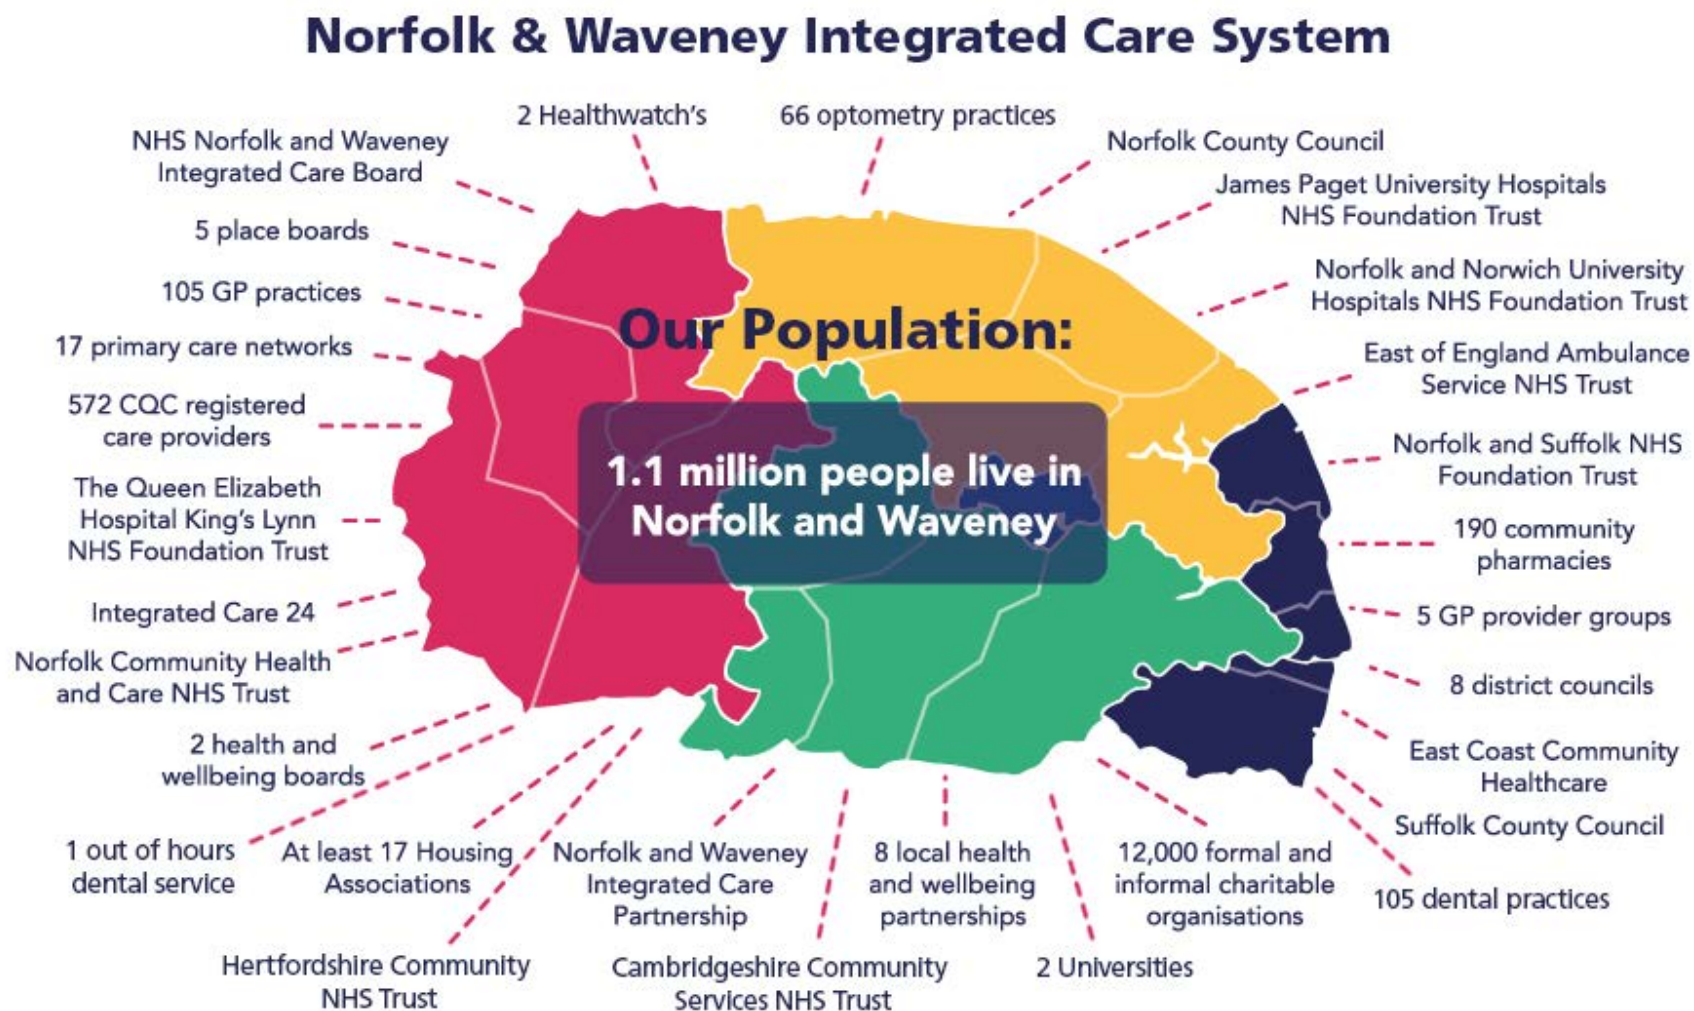 Norfolk & Waveney Integrated Care System
2 Healthwatch's
66 optometry practices
NHS Norfolk and Waveney
Integrated Care Board
Norfolk County Council
James Paget University Hospitals
NHS Foundation Trust
5 place boards
Norfolk and Norwich University
Hospitals NHS Foundation Trust
105 GP practices
Our Population:
17 primary care networks
East of England Ambulance
Service NHS Trust
572 CQC registered
care providers
Norfolk and Suffolk NHS
Foundation Trust
1.1 million people live in
Norfolk and Waveney
The Queen Elizabeth
Hospital King's Lynn
NHS Foundation Trust
190 community
pharmacies
Integrated Care 24
5 GP provider groups
Norfolk Community Health
and Care NHS Trust
8 district councils
2 health and
wellbeing boards
East Coast Community
Healthcare
Suffolk County Council
1 out of hours
dental service
At least 17 Housing
Associations
Norfolk and Waveney
Integrated Care
Partnership
8 local health
and wellbeing
partnerships
12,000 formal and
informal charitable
organisations
105 dental practices
Hertfordshire Community
NHS Trust
Cambridgeshire Community
Services NHS Trust
2 Universities